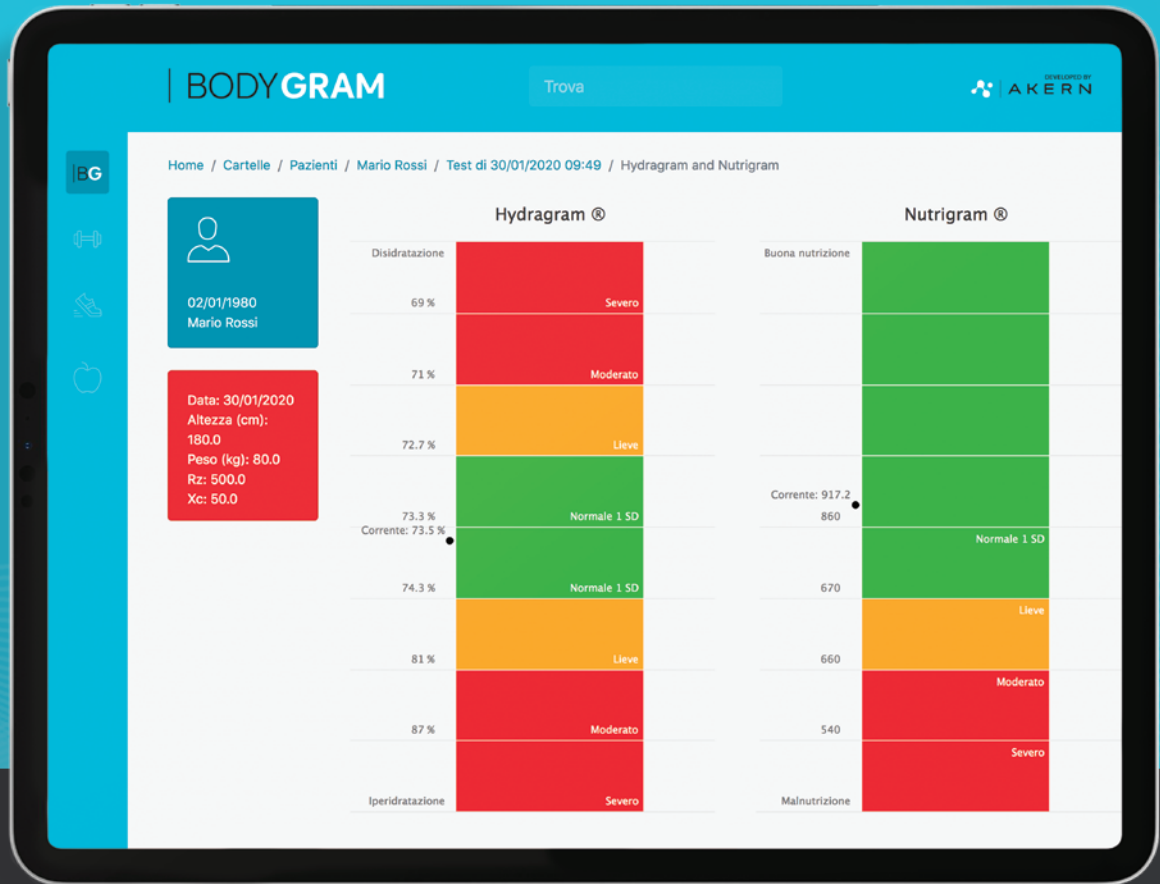 BODYGRAM
Trova
DEVELOPED BY
AKERN
BG
Home / Cartelle / Pazienti / Mario Rossi / Test di 30/01/2020 09:49 / Hydragram and Nutrigram
02/01/1980
Mario Rossi
Data: 30/01/2020
Altezza (cm):
180.0
Peso (kg): 80.0
Rz: 500.0
Xc: 50.0
Hydragram ®
Disidratazione
69 %
Severo
71 %
Moderato
72.7 %
Lieve
73.3 %
Normale 1 SD
Corrente: 73.5 %
74.3 %
Normale 1 SD
81 %
Lieve
87 %
Moderato
Iperidratazione
Severo
Nutrigram ®
Buona nutrizione
Corrente: 917.2
860
Normale 1 SD
670
Lieve
660
Moderato
540
Severo
Malnutrizione